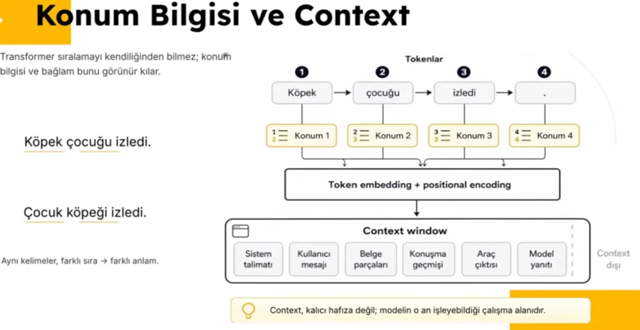 Konum Bilgisi ve Context
Transformer sıralamayı kendiliğinden bilmez; konum
bilgisi ve bağlam bunu görünür kılar.
Köpek çocuğu izledi.
Çocuk köpeği izledi.
Aynı kelimeler, farklı sıra → farklı anlam.
Tokenlar
1 2 3 4
Köpek → çocuğu → izledi → .
Konum 1 Konum 2 Konum 3 Konum 4
Token embedding + positional encoding
Context window
Sistem talimatı
Kullanıcı mesajı
Belge parçaları
Konuşma geçmişi
Araç çıktısı
Model yanıtı
Context dışı
Context, kalıcı hafıza değil; modelin o an işleyebildiği çalışma alanıdır.